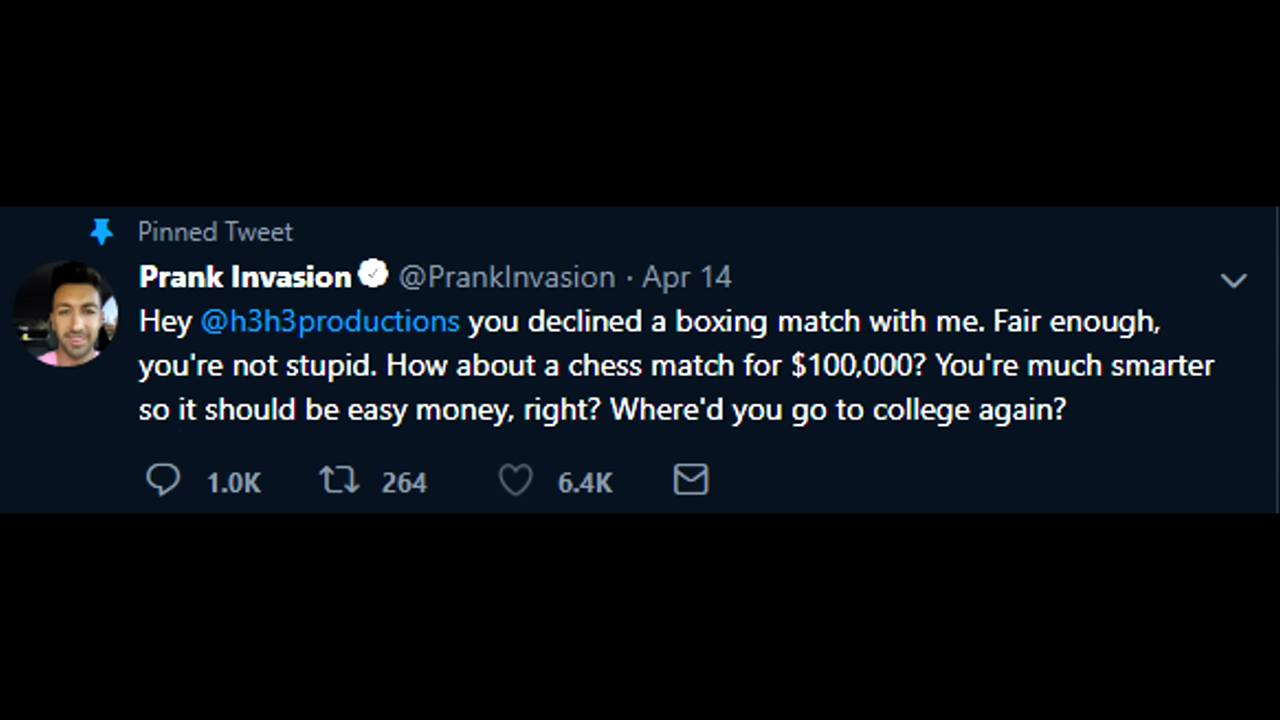 Pinned Tweet
Prank Invasion @PrankInvasion · Apr 14
Hey @h3h3productions you declined a boxing match with me. Fair enough,
you're not stupid. How about a chess match for $100,000? You're much smarter
so it should be easy money, right? Where'd you go to college again?
1.0K 264 6.4K